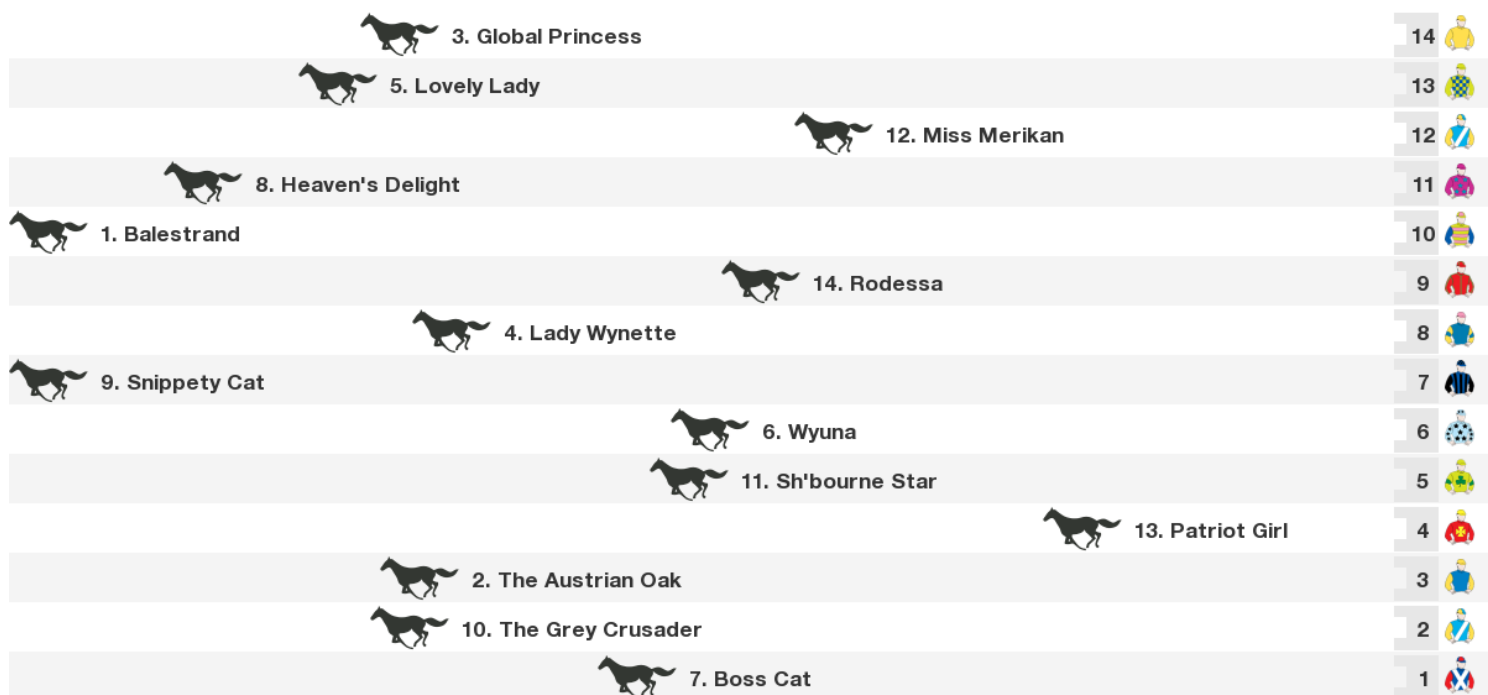 3. Global Princess 14
5. Lovely Lady 13
12. Miss Merikan 12
8. Heaven's Delight 11
1. Balestrand 10
14. Rodessa 9
4. Lady Wynette 8
9. Snippety Cat 7
6. Wyuna 6
11. Sh'bourne Star 5
13. Patriot Girl 4
2. The Austrian Oak 3
10. The Grey Crusader 2
7. Boss Cat 1